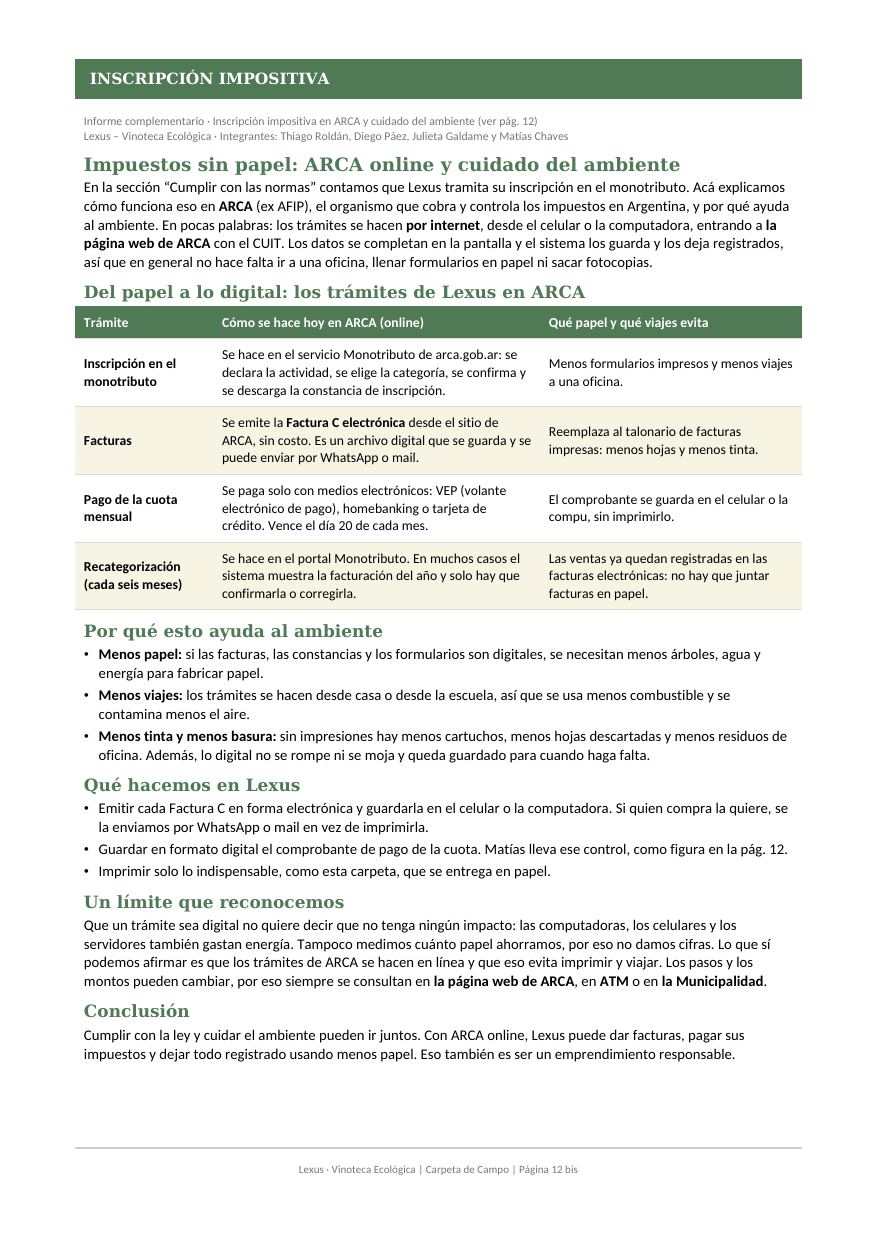 INSCRIPCIÓN IMPOSITIVA
Informe complementario · Inscripción impositiva en ARCA y cuidado del ambiente (ver pág. 12)
Lexus – Vinoteca Ecológica · Integrantes: Thiago Roldán, Diego Páez, Julieta Galdame y Matías Chaves
Impuestos sin papel: ARCA online y cuidado del ambiente
En la sección “Cumplir con las normas” contamos que Lexus tramita su inscripción en el monotributo. Acá explicamos
cómo funciona eso en ARCA (ex AFIP), el organismo que cobra y controla los impuestos en Argentina, y por qué ayuda
al ambiente. En pocas palabras: los trámites se hacen por internet, desde el celular o la computadora, entrando a la
página web de ARCA con el CUIT. Los datos se completan en la pantalla y el sistema los guarda y los deja registrados,
así que en general no hace falta ir a una oficina, llenar formularios en papel ni sacar fotocopias.
Del papel a lo digital: los trámites de Lexus en ARCA
Trámite
Cómo se hace hoy en ARCA (online)
Qué papel y qué viajes evita
Inscripción en el
monotributo
Se hace en el servicio Monotributo de arca.gob.ar: se
declara la actividad, se elige la categoría, se confirma y
se descarga la constancia de inscripción.
Menos formularios impresos y menos viajes
a una oficina.
Facturas
Se emite la Factura C electrónica desde el sitio de
ARCA, sin costo. Es un archivo digital que se guarda y se
puede enviar por WhatsApp o mail.
Reemplaza al talonario de facturas
impresas: menos hojas y menos tinta.
Pago de la cuota
mensual
Se paga solo con medios electrónicos: VEP (volante
electrónico de pago), homebanking o tarjeta de
crédito. Vence el día 20 de cada mes.
El comprobante se guarda en el celular o la
compu, sin imprimirlo.
Recategorización
(cada seis meses)
Se hace en el portal Monotributo. En muchos casos el
sistema muestra la facturación del año y solo hay que
confirmarla o corregirla.
Las ventas ya quedan registradas en las
facturas electrónicas: no hay que juntar
facturas en papel.
Por qué esto ayuda al ambiente
• Menos papel: si las facturas, las constancias y los formularios son digitales, se necesitan menos árboles, agua y
energía para fabricar papel.
• Menos viajes: los trámites se hacen desde casa o desde la escuela, así que se usa menos combustible y se
contamina menos el aire.
• Menos tinta y menos basura: sin impresiones hay menos cartuchos, menos hojas descartadas y menos residuos de
oficina. Además, lo digital no se rompe ni se moja y queda guardado para cuando haga falta.
Qué hacemos en Lexus
• Emitir cada Factura C en forma electrónica y guardarla en el celular o la computadora. Si quien compra la quiere, se
la enviamos por WhatsApp o mail en vez de imprimirla.
• Guardar en formato digital el comprobante de pago de la cuota. Matías lleva ese control, como figura en la pág. 12.
• Imprimir solo lo indispensable, como esta carpeta, que se entrega en papel.
Un límite que reconocemos
Que un trámite sea digital no quiere decir que no tenga ningún impacto: las computadoras, los celulares y los
servidores también gastan energía. Tampoco medimos cuánto papel ahorramos, por eso no damos cifras. Lo que sí
podemos afirmar es que los trámites de ARCA se hacen en línea y que eso evita imprimir y viajar. Los pasos y los
montos pueden cambiar, por eso siempre se consultan en la página web de ARCA, en ATM o en la Municipalidad.
Conclusión
Cumplir con la ley y cuidar el ambiente pueden ir juntos. Con ARCA online, Lexus puede dar facturas, pagar sus
impuestos y dejar todo registrado usando menos papel. Eso también es ser un emprendimiento responsable.
Lexus · Vinoteca Ecológica | Carpeta de Campo | Página 12 bis